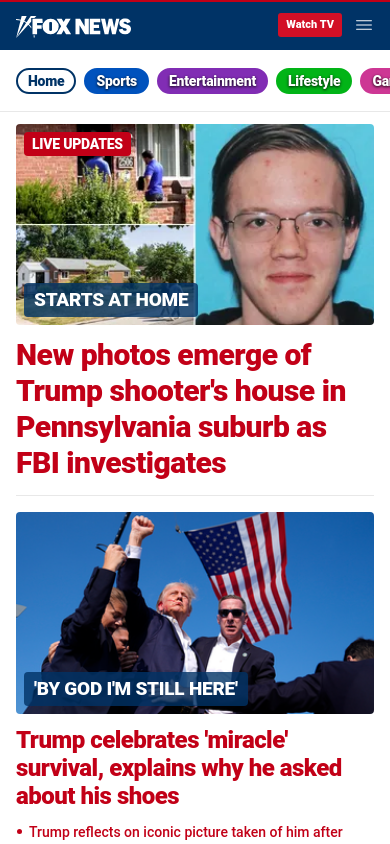 FOX NEWS
Watch TV
Home
Sports
Entertainment
Lifestyle
Ga
LIVE UPDATES
STARTS AT HOME
New photos emerge of
Trump shooter's house in
Pennsylvania suburb as
FBI investigates
'BY GOD I'M STILL HERE'
Trump celebrates 'miracle'
survival, explains why he asked
about his shoes
• Trump reflects on iconic picture taken of him after